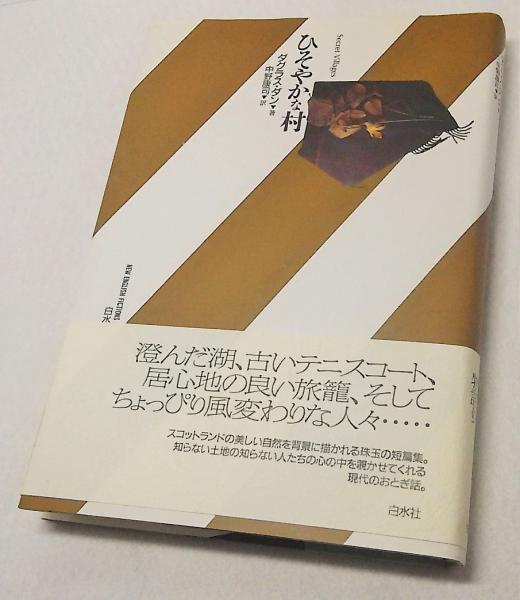 Secret Villages
ひそやかな村
ダグラス・ダン▼著
中野康司▼訳
NEW ENGLISH FICTIONS
白水
澄んだ湖、古いテニスコート、
居心地の良い旅籠、そして
ちょっぴり風変わりな人々……
スコットランドの美しい自然を背景に描かれる珠玉の短篇集。
知らない土地の知らない人たちの心の中を覗かせてくれる
現代のおとぎ話。
白水社